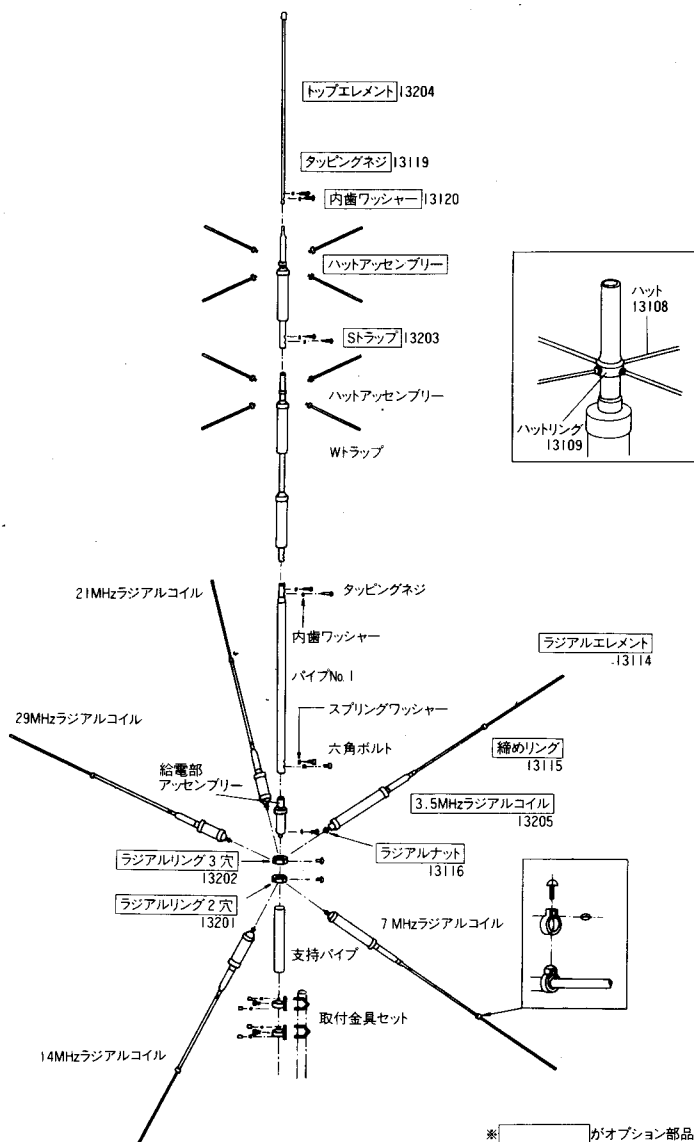 トップエレメント 13204
タッピングネジ 13119
内歯ワッシャー 13120
ハットアッセンブリー
Sトラップ 13203
ハットアッセンブリー
Wトラップ
ハット
13108
ハットリング
13109
21MHzラジアルコイル
タッピングネジ
内歯ワッシャー
パイプNo.1
ラジアルエレメント
13114
スプリングワッシャー
29MHzラジアルコイル
六角ボルト
締めリング
13115
給電部
アッセンブリー
3.5MHzラジアルコイル
13205
ラジアルリング3穴
13202
ラジアルナット
13116
ラジアルリング2穴
13201
7MHzラジアルコイル
支持パイプ
取付金具セット
14MHzラジアルコイル
※ がオプション部品